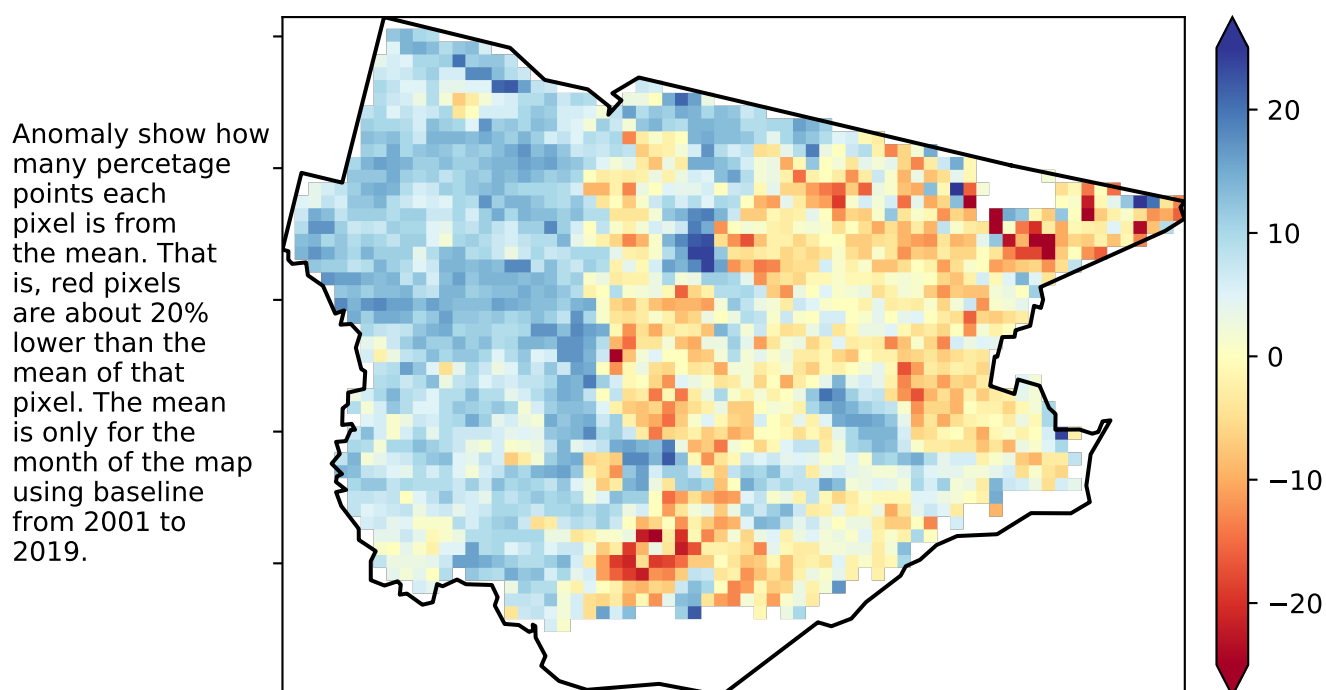 Anomaly show how
many percetage
points each
pixel is from
the mean. That
is, red pixels
are about 20%
lower than the
mean of that
pixel. The mean
is only for the
month of the map
using baseline
from 2001 to
2019.
20
10
0
−10
−20